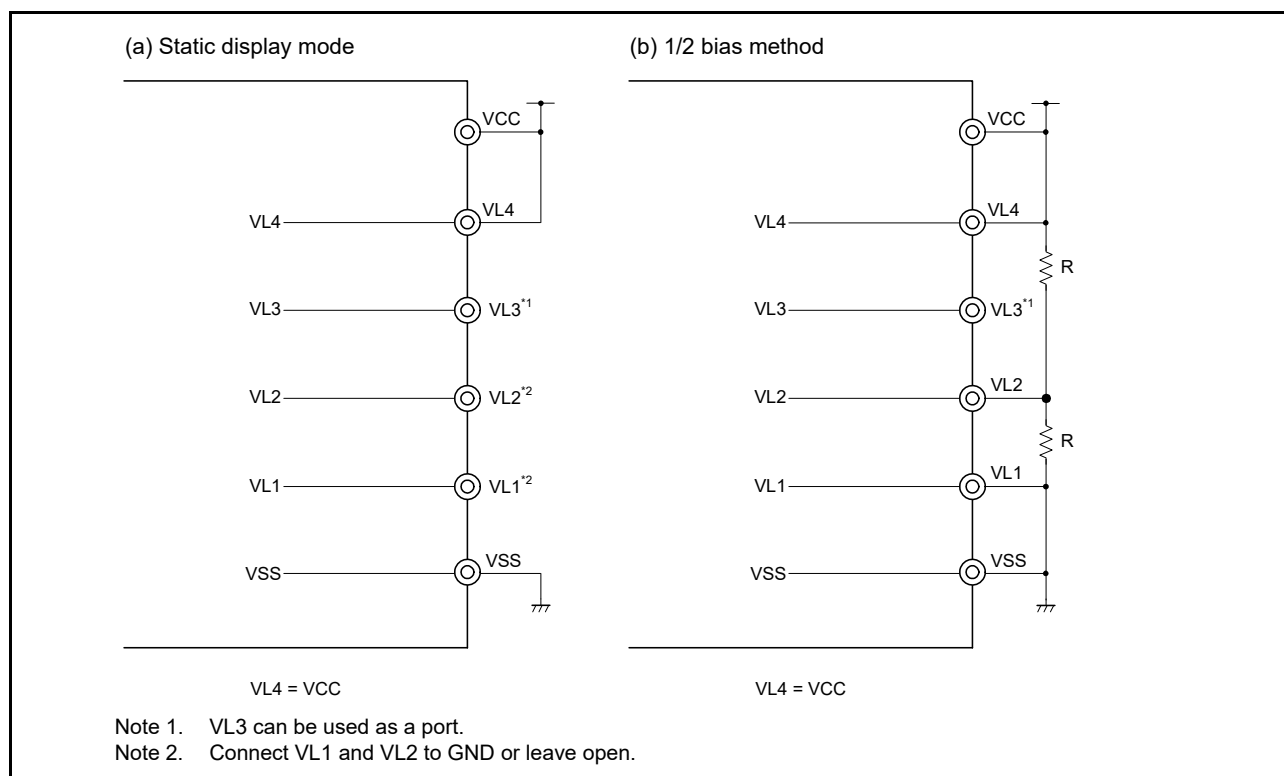 (a) Static display mode
VCC
VL4 VL4
VL3 VL3*1
VL2 VL2*2
VL1 VL1*2
VSS VSS
VL4 = VCC
(b) 1/2 bias method
VCC
VL4 VL4
R
VL3 VL3*1
VL2 VL2
R
VL1 VL1
VSS VSS
VL4 = VCC
Note 1. VL3 can be used as a port.
Note 2. Connect VL1 and VL2 to GND or leave open.